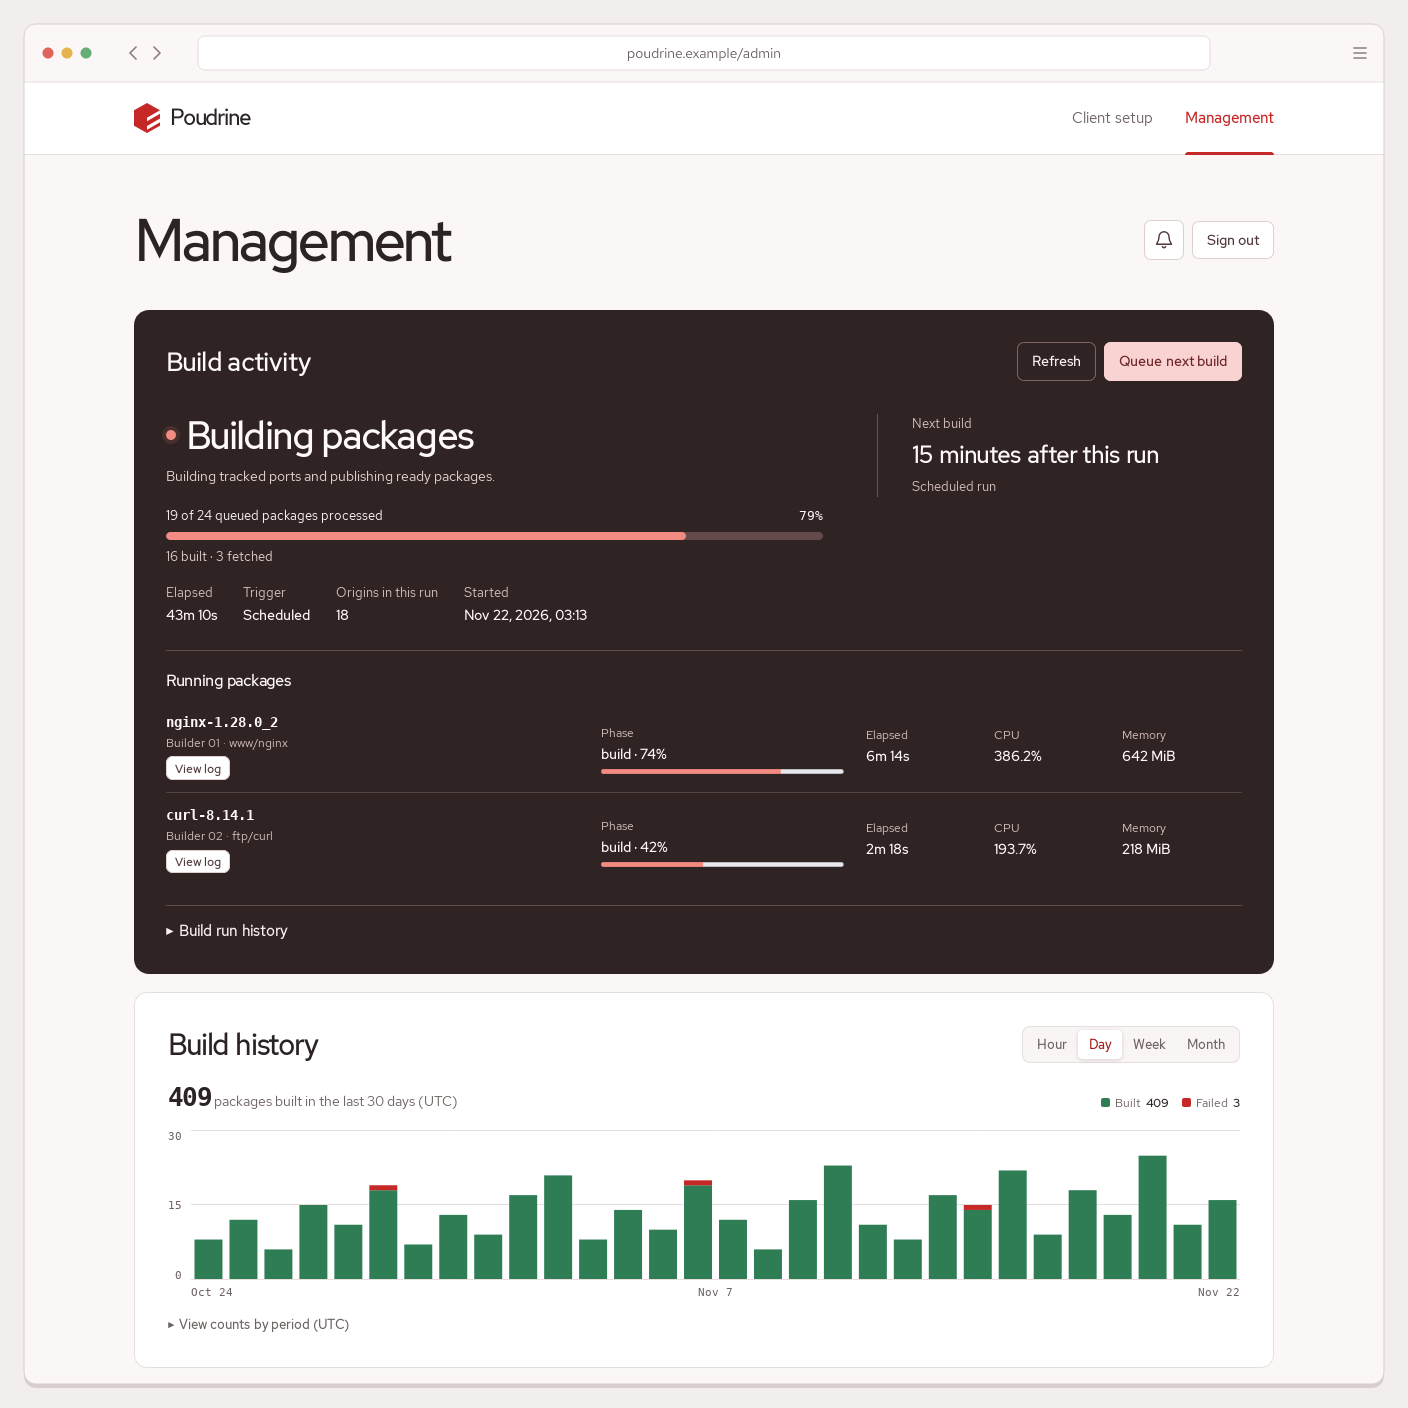 poudrine.example/admin
Poudrine
Client setup
Management
Management
Sign out
Build activity
Refresh
Queue next build
Building packages
Building tracked ports and publishing ready packages.
Next build
15 minutes after this run
Scheduled run
19 of 24 queued packages processed
79%
16 built · 3 fetched
Elapsed
43m 10s
Trigger
Scheduled
Origins in this run
18
Started
Nov 22, 2026, 03:13
Running packages
nginx-1.28.0_2
Builder 01 · www/nginx
View log
Phase
build · 74%
Elapsed
6m 14s
CPU
386.2%
Memory
642 MiB
curl-8.14.1
Builder 02 · ftp/curl
View log
Phase
build · 42%
Elapsed
2m 18s
CPU
193.7%
Memory
218 MiB
▸ Build run history
Build history
Hour
Day
Week
Month
409 packages built in the last 30 days (UTC)
Built 409
Failed 3
30
15
0
Oct 24
Nov 7
Nov 22
▸ View counts by period (UTC)